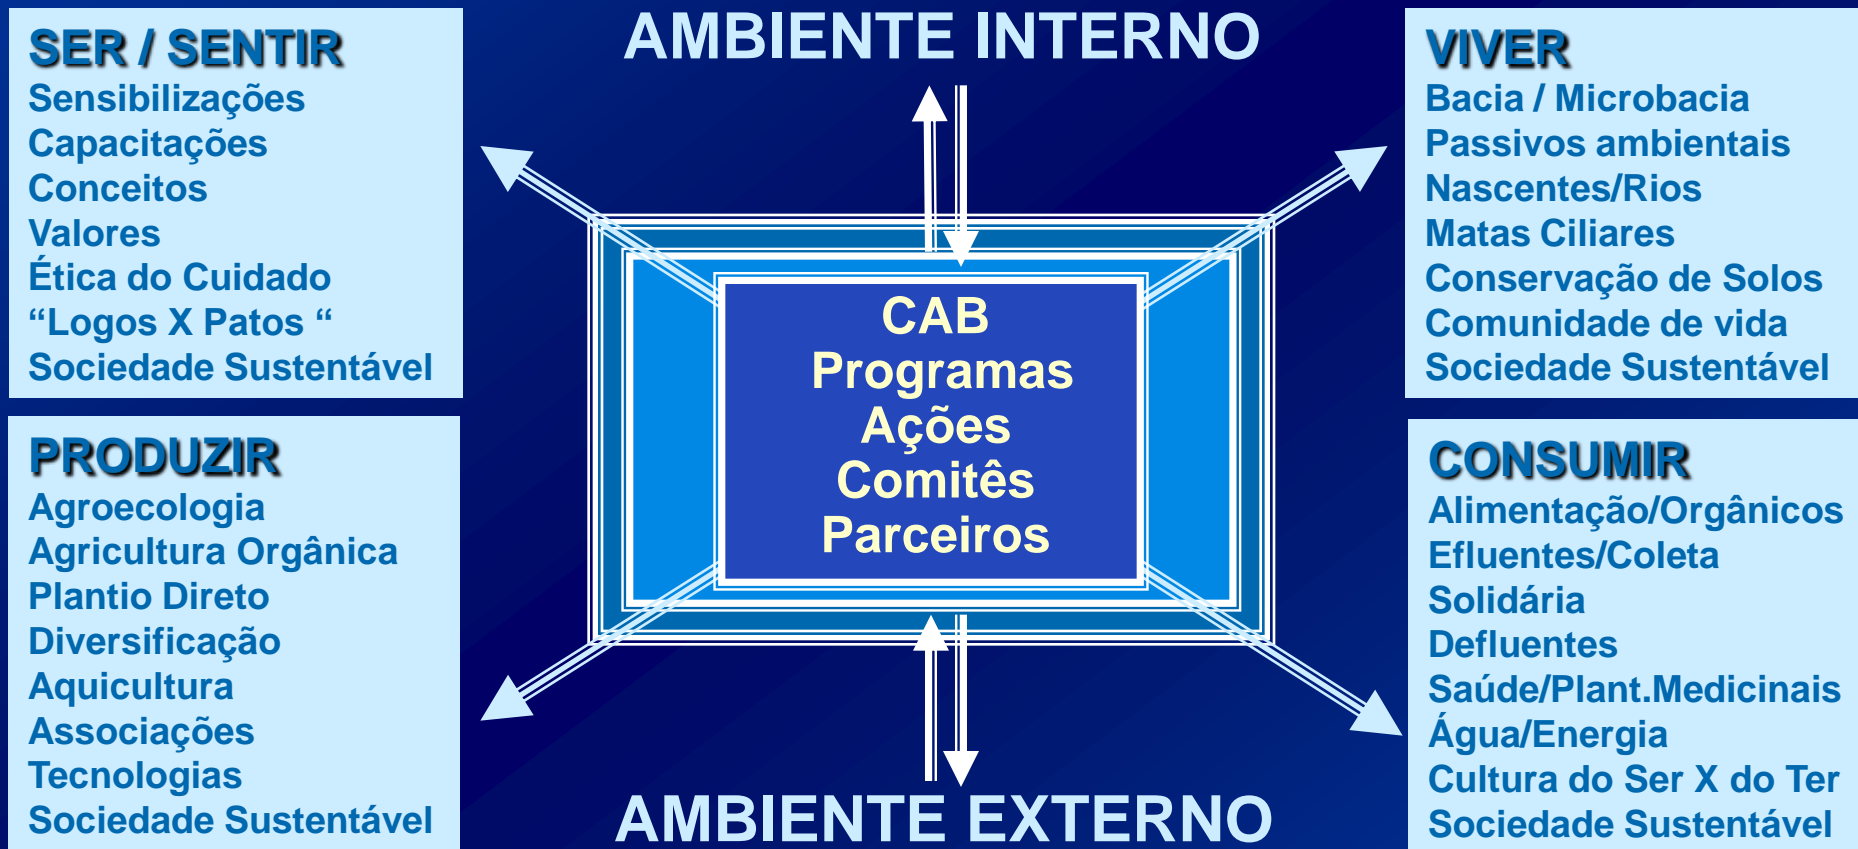 AMBIENTE INTERNO
SER / SENTIR
Sensibilizações
Capacitações
Conceitos
Valores
Ética do Cuidado
“Logos X Patos “
Sociedade Sustentável
VIVER
Bacia / Microbacia
Passivos ambientais
Nascentes/Rios
Matas Ciliares
Conservação de Solos
Comunidade de vida
Sociedade Sustentável
CAB
Programas
Ações
Comitês
Parceiros
PRODUZIR
Agroecologia
Agricultura Orgânica
Plantio Direto
Diversificação
Aquicultura
Associações
Tecnologias
Sociedade Sustentável
CONSUMIR
Alimentação/Orgânicos
Efluentes/Coleta
Solidária
Defluentes
Saúde/Plant.Medicinais
Água/Energia
Cultura do Ser X do Ter
Sociedade Sustentável
AMBIENTE EXTERNO